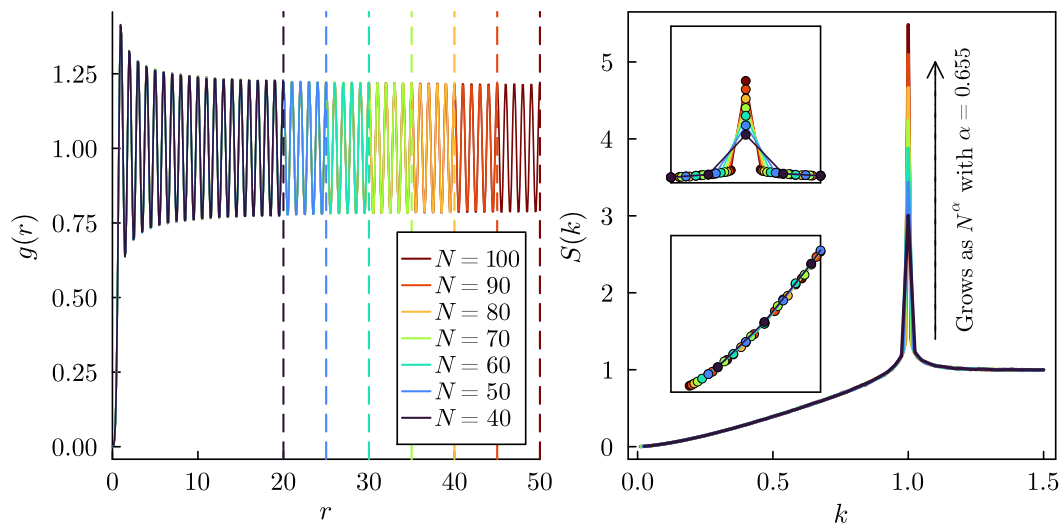 g(r)
1.25
1.00
0.75
0.50
0.25
0.00
0
10
20
30
40
50
r
N = 100
N = 90
N = 80
N = 70
N = 60
N = 50
N = 40
S(k)
5
4
3
2
1
0
0.0
0.5
1.0
1.5
k
Grows as N^α with α = 0.655